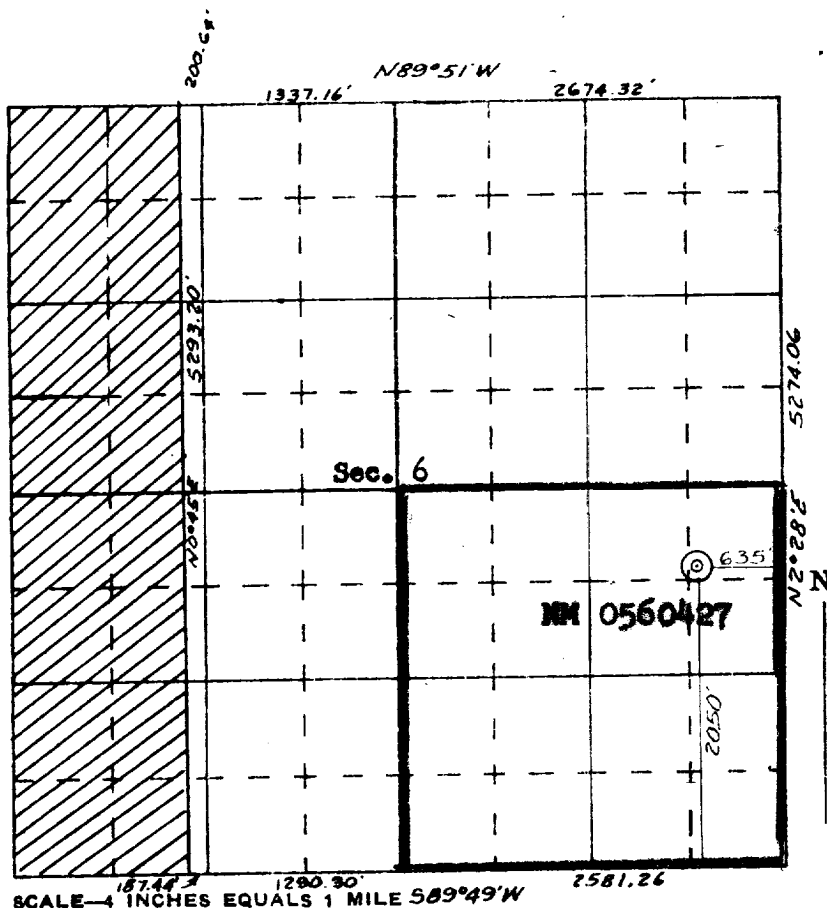 200.64'
N89°51'W
1337.16'
2674.32'
5293.20'
5274.06
Sec. 6
N0°45'E
N2°28'E
635'
N
NM 0560427
2050'
187.44'
1290.30'
2581.26
SCALE—4 INCHES EQUALS 1 MILE S89°49'W